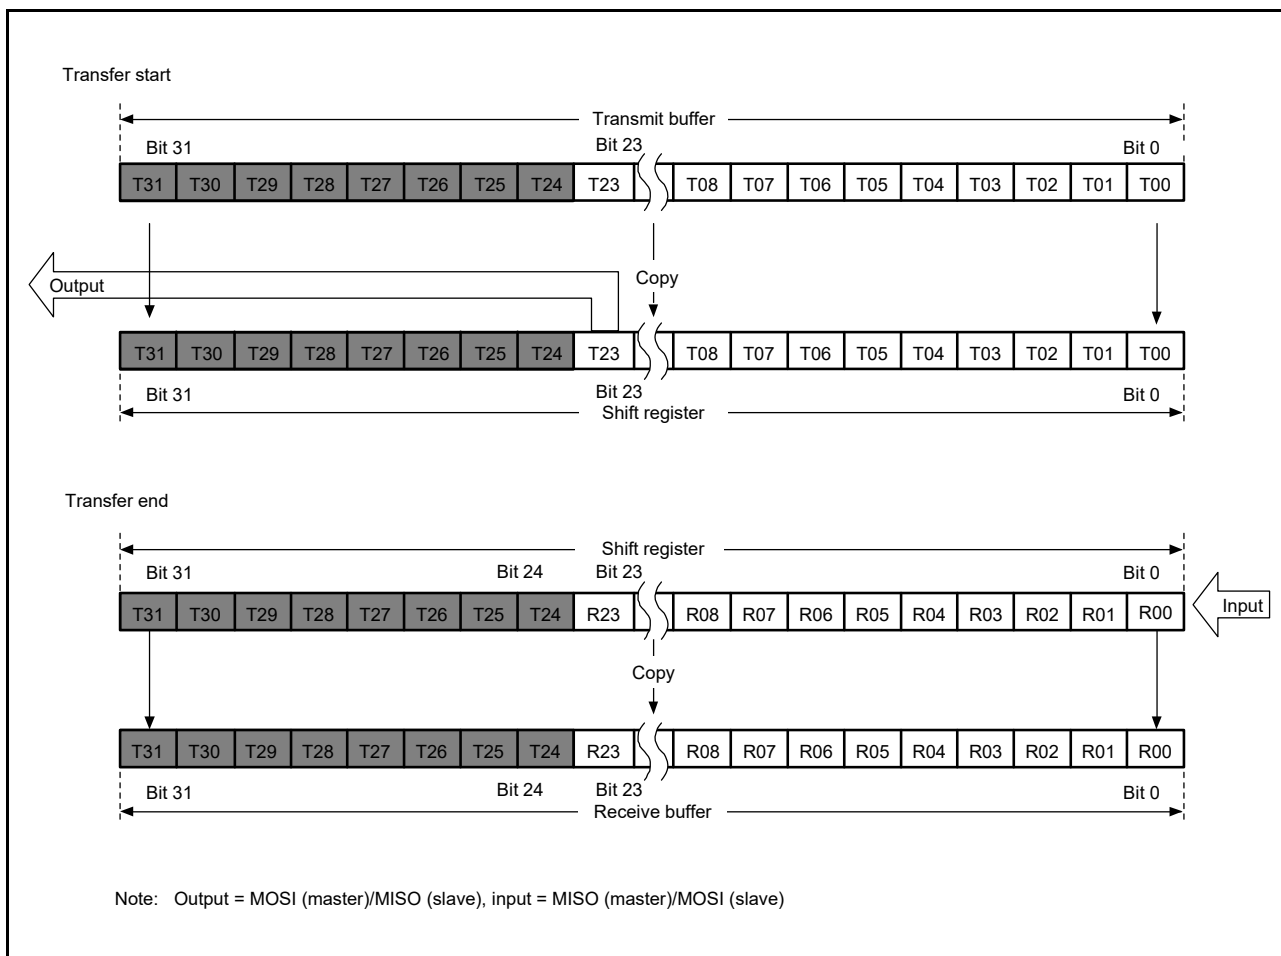 Transfer start
Transmit buffer
Bit 31 Bit 23 Bit 0
T31 T30 T29 T28 T27 T26 T25 T24 T23 T08 T07 T06 T05 T04 T03 T02 T01 T00
Output
Copy
T31 T30 T29 T28 T27 T26 T25 T24 T23 T08 T07 T06 T05 T04 T03 T02 T01 T00
Bit 31 Bit 23 Bit 0
Shift register
Transfer end
Shift register
Bit 31 Bit 24 Bit 23 Bit 0
T31 T30 T29 T28 T27 T26 T25 T24 R23 R08 R07 R06 R05 R04 R03 R02 R01 R00
Input
Copy
T31 T30 T29 T28 T27 T26 T25 T24 R23 R08 R07 R06 R05 R04 R03 R02 R01 R00
Bit 31 Bit 24 Bit 23 Bit 0
Receive buffer
Note: Output = MOSI (master)/MISO (slave), input = MISO (master)/MOSI (slave)